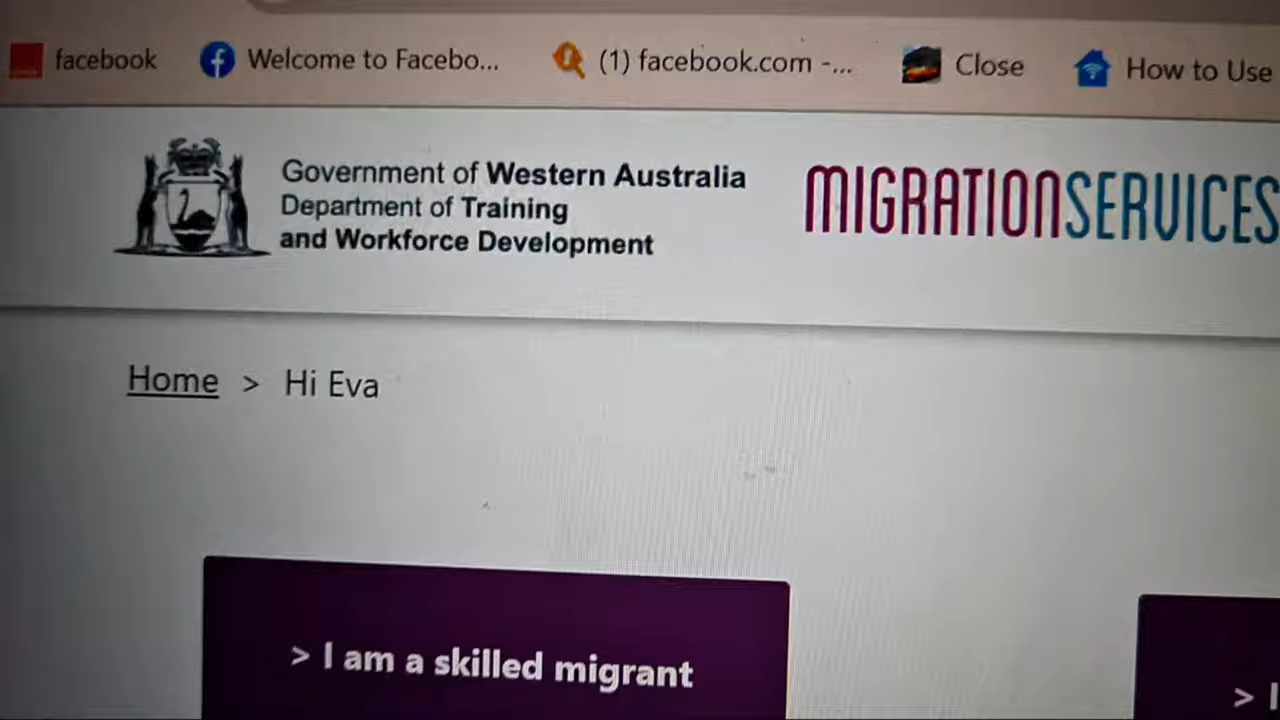 facebook
Welcome to Facebo...
(1) facebook.com -...
Close
How to Use
Government of Western Australia
Department of Training
and Workforce Development
MIGRATIONSERVICES
Home > Hi Eva
> I am a skilled migrant
> I